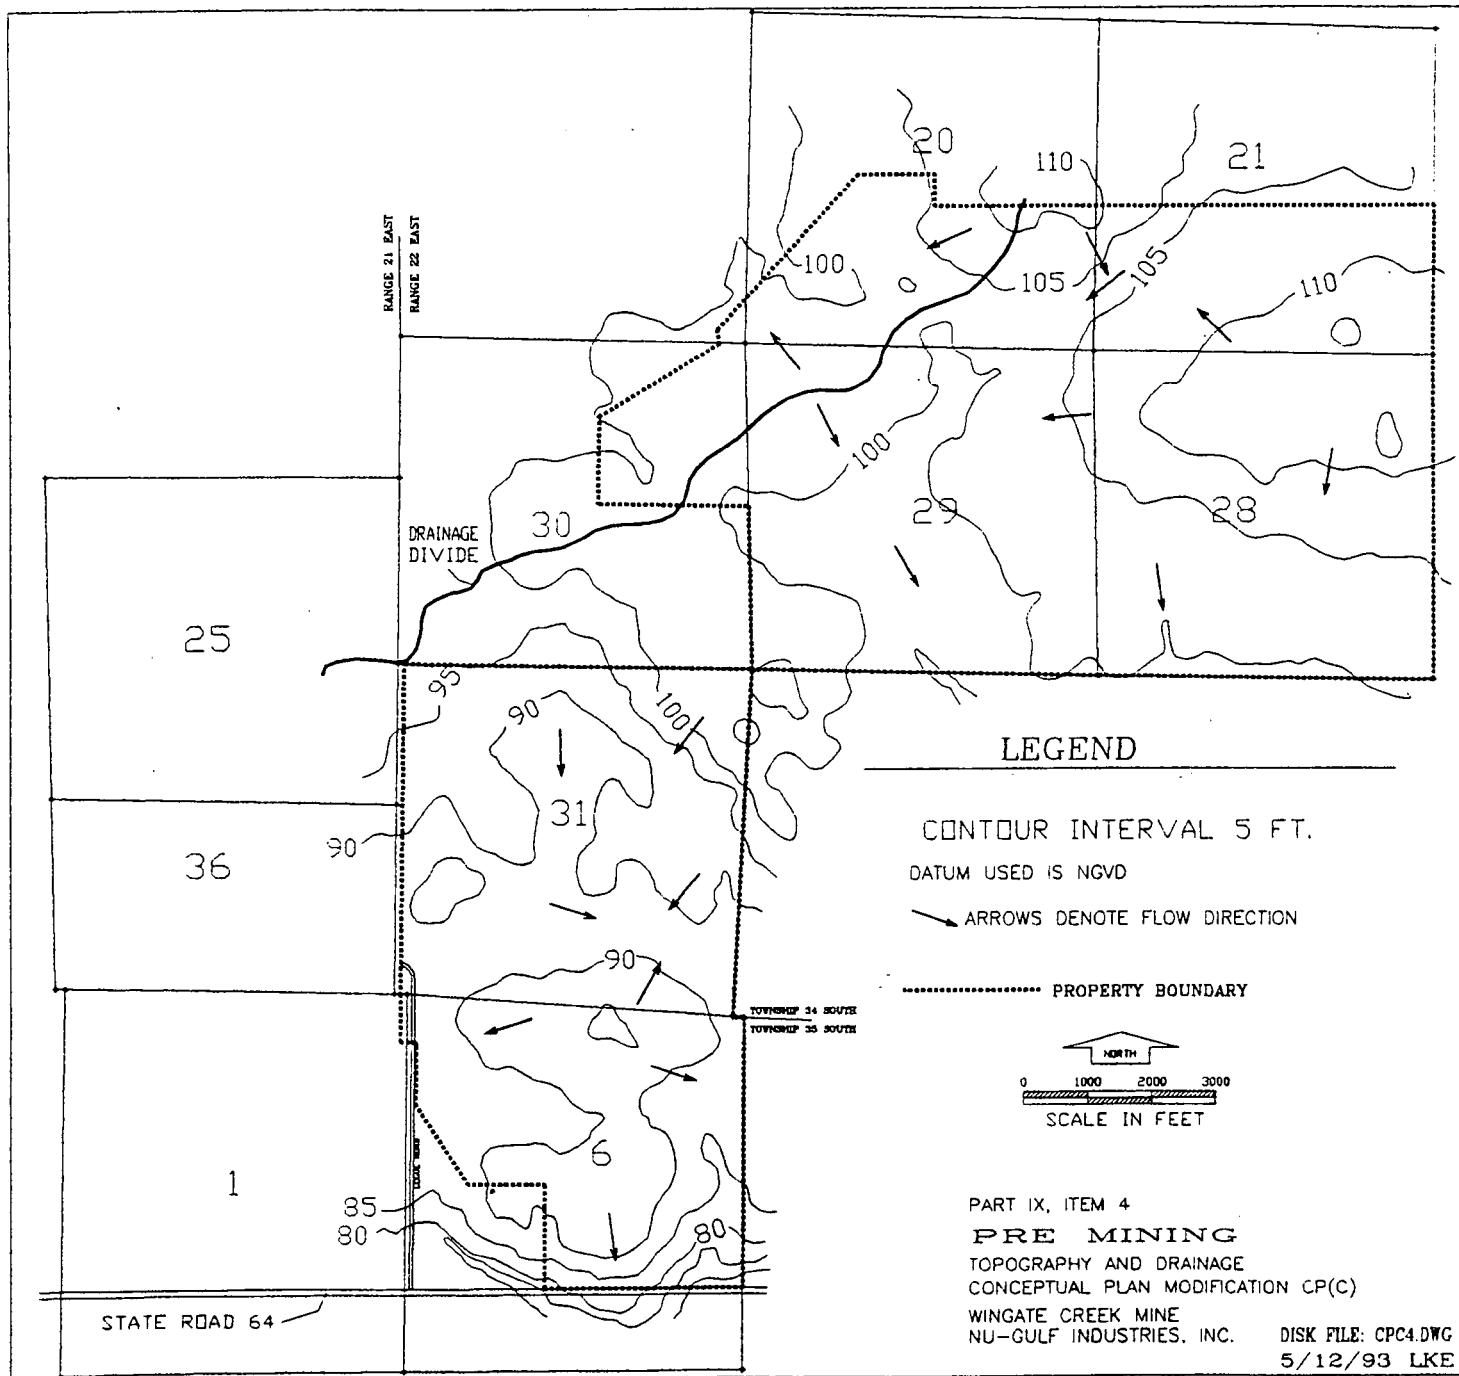 20
110
21
RANGE 21 EAST
RANGE 22 EAST
100
105
105
110
100
30
29
28
DRAINAGE
DIVIDE
25
95
90
100
LEGEND
31
CONTOUR INTERVAL 5 FT.
90
36
DATUM USED IS NGVD
ARROWS DENOTE FLOW DIRECTION
90
PROPERTY BOUNDARY
TOWNSHIP 34 SOUTH
TOWNSHIP 35 SOUTH
NORTH
0 1000 2000 3000
SCALE IN FEET
6
1
85
80
80
PART IX, ITEM 4
PRE MINING
TOPOGRAPHY AND DRAINAGE
CONCEPTUAL PLAN MODIFICATION CP(C)
WINGATE CREEK MINE
NU-GULF INDUSTRIES, INC.
STATE ROAD 64
DISK FILE: CPC4.DWG
5/12/93 LKE